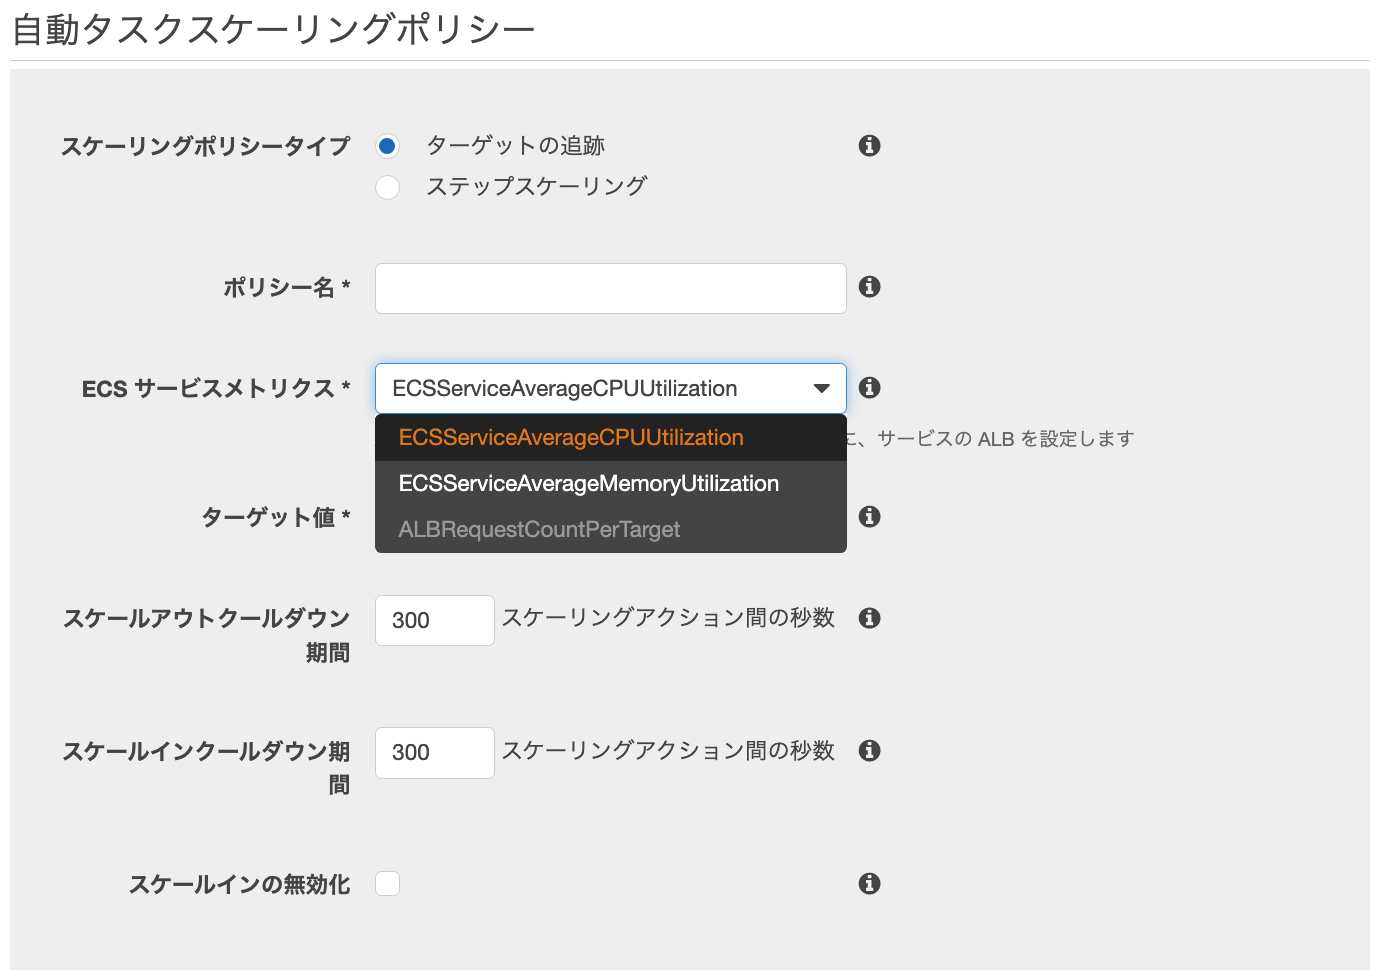 自動タスクスケーリングポリシー
スケーリングポリシータイプ
ターゲットの追跡
ステップスケーリング
ポリシー名 *
ECS サービスメトリクス *
ECSServiceAverageCPUUtilization
ECSServiceAverageCPUUtilization
に、サービスの ALB を設定します
ECSServiceAverageMemoryUtilization
ターゲット値 *
ALBRequestCountPerTarget
スケールアウトクールダウン
期間
300 スケーリングアクション間の秒数
スケールインクールダウン期
間
300 スケーリングアクション間の秒数
スケールインの無効化